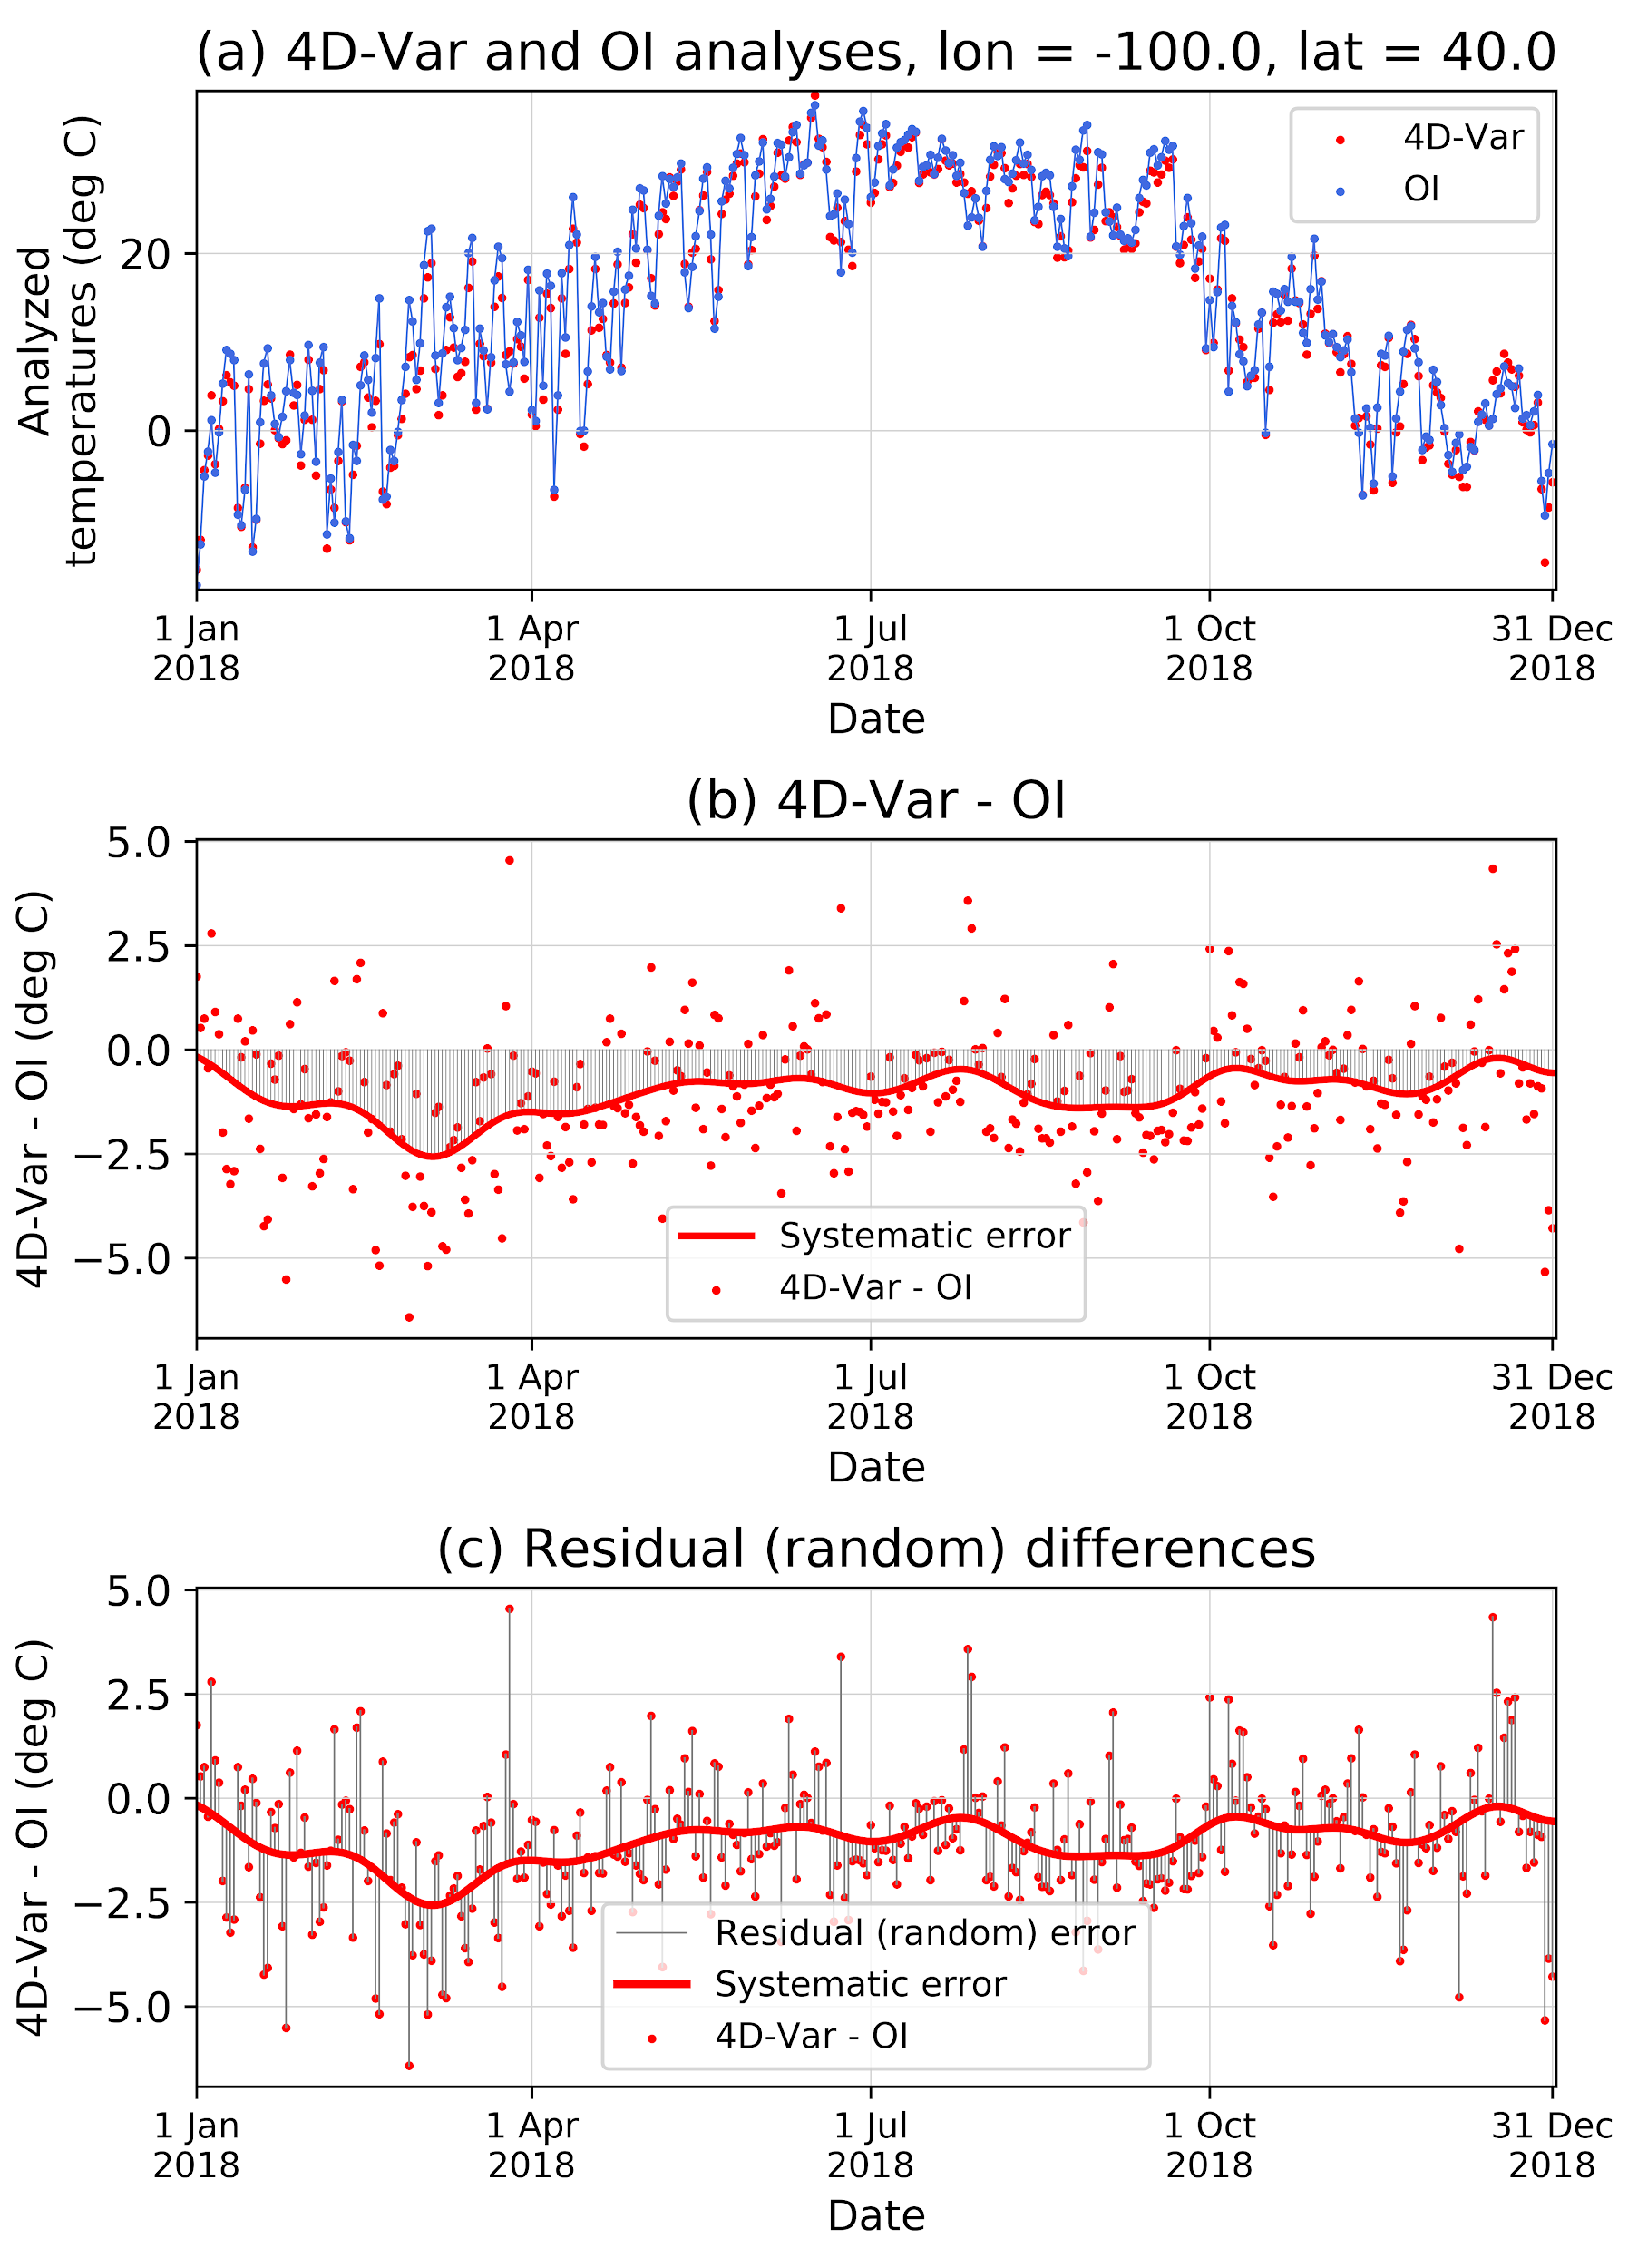 (a) 4D-Var and OI analyses, lon = -100.0, lat = 40.0
Analyzed
temperatures (deg C)
20
0
4D-Var
OI
1 Jan
2018
1 Apr
2018
1 Jul
2018
1 Oct
2018
31 Dec
2018
Date
(b) 4D-Var - OI
4D-Var - OI (deg C)
5.0
2.5
0.0
−2.5
−5.0
Systematic error
4D-Var - OI
1 Jan
2018
1 Apr
2018
1 Jul
2018
1 Oct
2018
31 Dec
2018
Date
(c) Residual (random) differences
4D-Var - OI (deg C)
5.0
2.5
0.0
−2.5
−5.0
Residual (random) error
Systematic error
4D-Var - OI
1 Jan
2018
1 Apr
2018
1 Jul
2018
1 Oct
2018
31 Dec
2018
Date